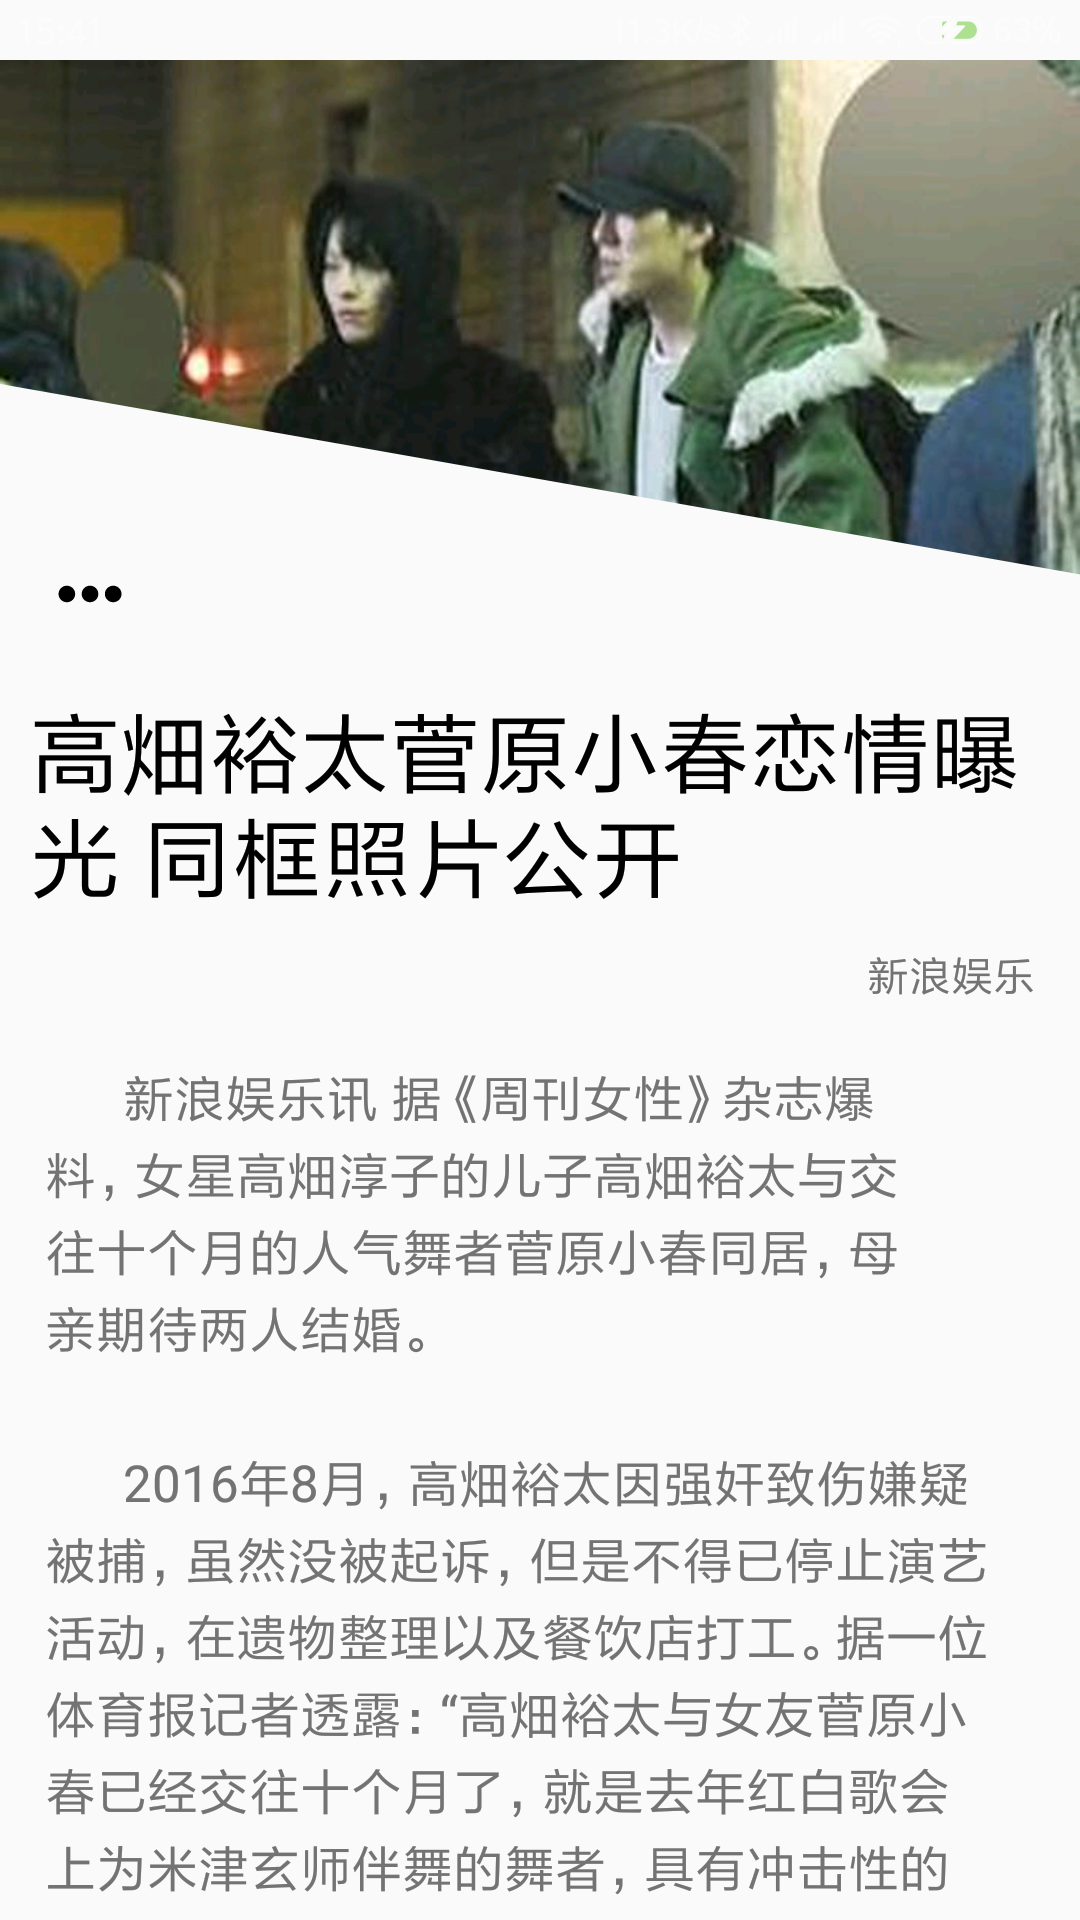 15:41
63%
高畑裕太菅原小春恋情曝
光 同框照片公开
新浪娱乐
新浪娱乐讯 据《周刊女性》杂志爆
料，女星高畑淳子的儿子高畑裕太与交
往十个月的人气舞者菅原小春同居，母
亲期待两人结婚。
2016年8月，高畑裕太因强奸致伤嫌疑
被捕，虽然没被起诉，但是不得已停止演艺
活动，在遗物整理以及餐饮店打工。据一位
体育报记者透露：“高畑裕太与女友菅原小
春已经交往十个月了，就是去年红白歌会
上为米津玄师伴舞的舞者，具有冲击性的